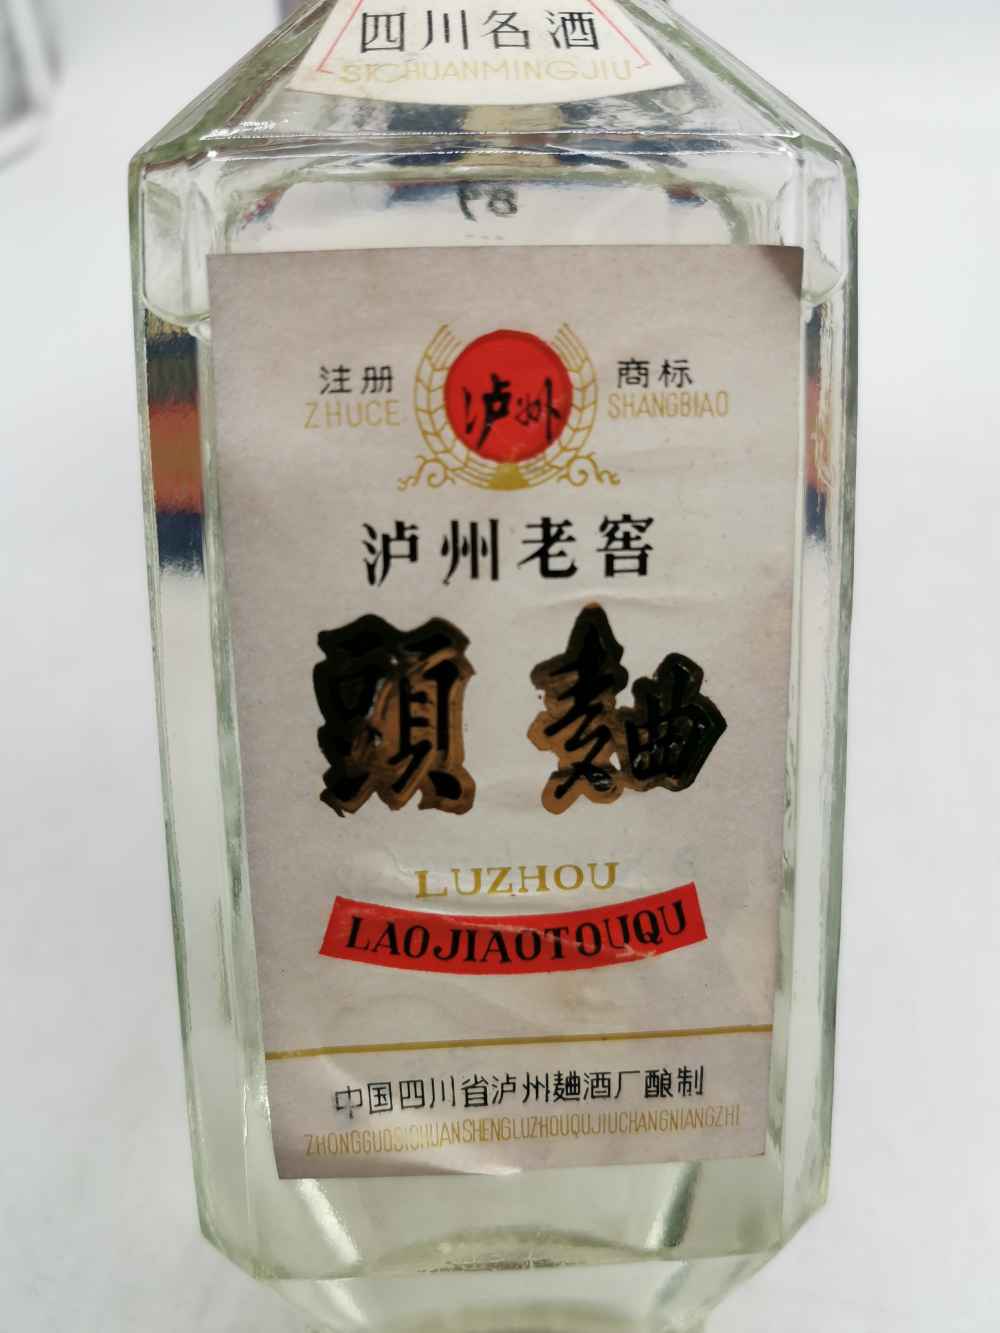 四川名酒
SICHUANMINGJIU
注册 商标
ZHUCE SHANGBIAO
泸州
泸州老窖
頭麯
LUZHOU
LAOJIAOTOUQU
中国四川省泸州麯酒厂酿制
ZHONGGUOSICHUANSHENGLUZHOUQUJIUCHANGNIANGZHI